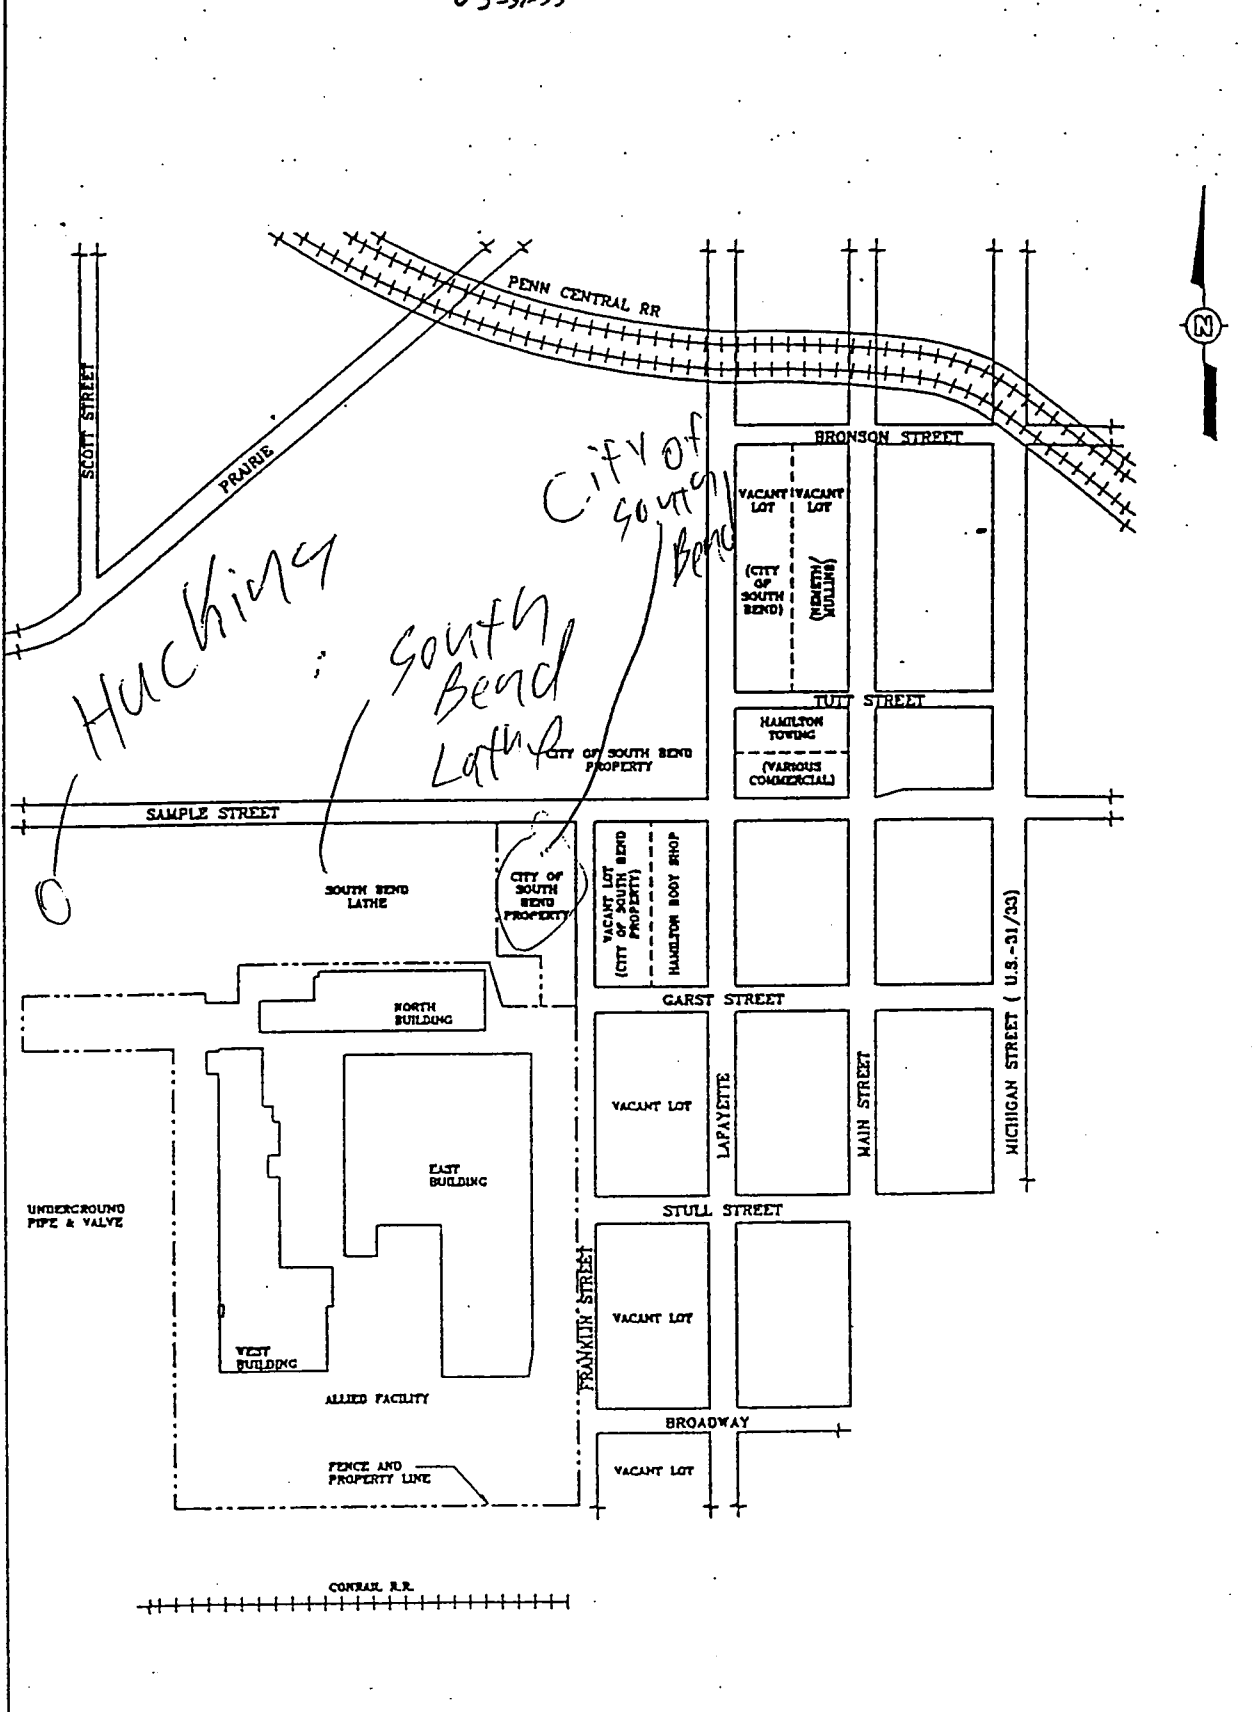 PENN CENTRAL RR
N
SCOTT STREET
PRAIRIE
BRONSON STREET
City of
South
Bend
VACANT
LOT
(CITY
OF
SOUTH
BEND)
VACANT
LOT
(NEMETH/
MULLINS)
Hucking
South
Bend
Lathe
TUTT STREET
HAMILTON
TOWING
(VARIOUS
COMMERCIAL)
CITY OF SOUTH BEND
PROPERTY
SAMPLE STREET
SOUTH BEND
LATHE
CITY OF
SOUTH
BEND
PROPERTY
VACANT LOT
(CITY OF SOUTH BEND
PROPERTY)
HAMILTON BODY SHOP
MICHIGAN STREET ( U.S.-31/33)
GARST STREET
NORTH
BUILDING
VACANT LOT
LAFAYETTE
MAIN STREET
EAST
BUILDING
UNDERGROUND
PIPE & VALVE
STULL STREET
FRANKLIN STREET
VACANT LOT
WEST
BUILDING
ALLIED FACILITY
BROADWAY
FENCE AND
PROPERTY LINE
VACANT LOT
CONRAIL R.R.